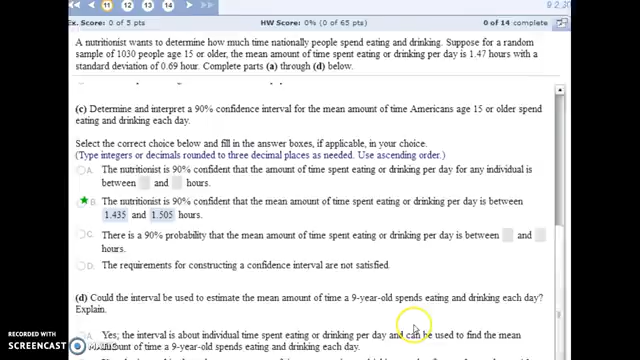 11 12 13 14
9 2.30
Ex. Score: 0 of 5 pts HW Score: 0% (0 of 65 pts) 0 of 14 complete
A nutritionist wants to determine how much time nationally people spend eating and drinking. Suppose for a random
sample of 1030 people age 15 or older, the mean amount of time spent eating or drinking per day is 1.47 hours with a
standard deviation of 0.69 hour. Complete parts (a) through (d) below.
(c) Determine and interpret a 90% confidence interval for the mean amount of time Americans age 15 or older spend
eating and drinking each day.
Select the correct choice below and fill in the answer boxes, if applicable, in your choice.
(Type integers or decimals rounded to three decimal places as needed. Use ascending order.)
A. The nutritionist is 90% confident that the amount of time spent eating or drinking per day for any individual is
between and hours.
B. The nutritionist is 90% confident that the mean amount of time spent eating or drinking per day is between
1.435 and 1.505 hours.
C. There is a 90% probability that the mean amount of time spent eating or drinking per day is between and
hours.
D. The requirements for constructing a confidence interval are not satisfied.
(d) Could the interval be used to estimate the mean amount of time a 9-year-old spends eating and drinking each day?
Explain.
A. Yes; the interval is about individual time spent eating or drinking per day and can be used to find the mean
amount of time a 9-year-old spends eating and drinking each day.
RECORDED WITH
SCREENCAST MATIC